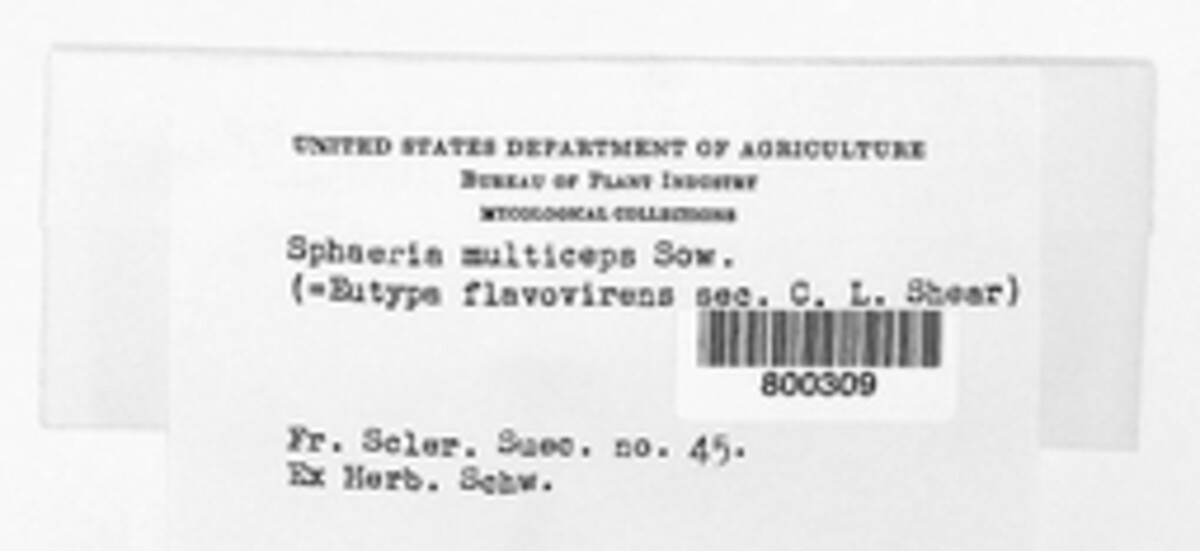 UNITED STATES DEPARTMENT OF AGRICULTURE
BUREAU OF PLANT INDUSTRY
MYCOLOGICAL COLLECTIONS
Sphaeria multiceps Sow.
(=Eutypa flavovirens sec. C. L. Shear)
800309
Fr. Scler. Suec. no. 45.
Ex Herb. Schw.